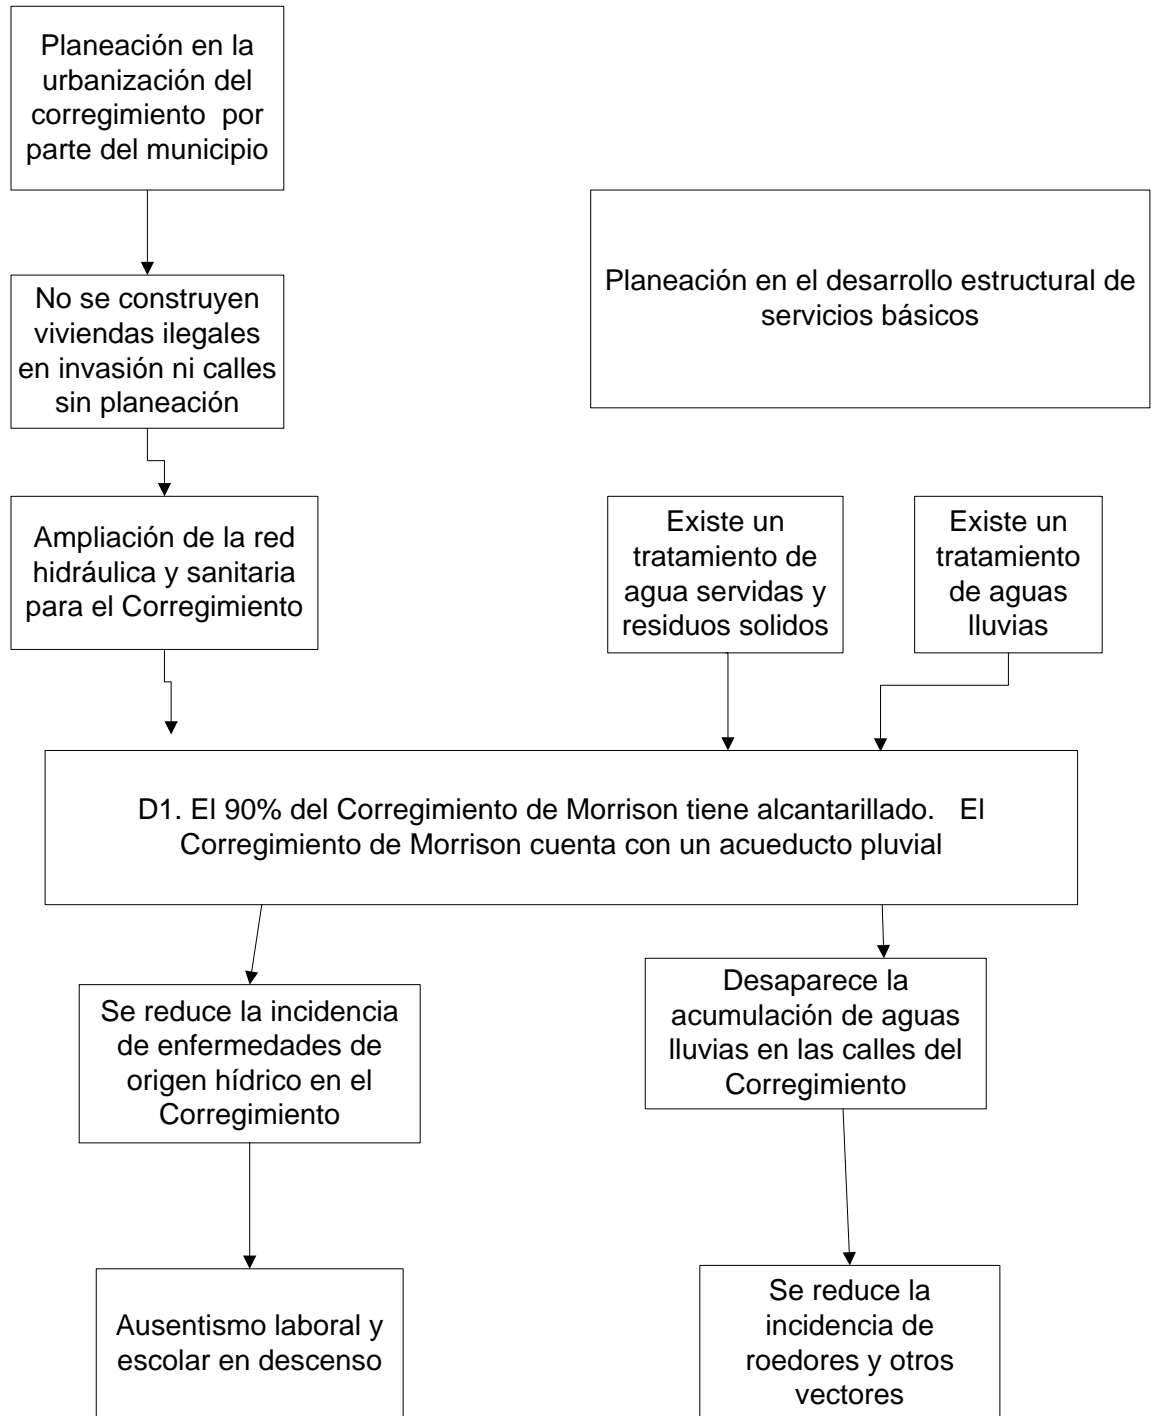 Planeación en la
urbanización del
corregimiento por
parte del municipio
Planeación en el desarrollo estructural de
servicios básicos
No se construyen
viviendas ilegales
en invasión ni calles
sin planeación
Ampliación de la red
hidráulica y sanitaria
para el Corregimiento
Existe un
tratamiento de
agua servidas y
residuos solidos
Existe un
tratamiento
de aguas
lluvias
D1. El 90% del Corregimiento de Morrison tiene alcantarillado. El
Corregimiento de Morrison cuenta con un acueducto pluvial
Se reduce la incidencia
de enfermedades de
origen hídrico en el
Corregimiento
Desaparece la
acumulación de aguas
lluvias en las calles del
Corregimiento
Ausentismo laboral y
escolar en descenso
Se reduce la
incidencia de
roedores y otros
vectores